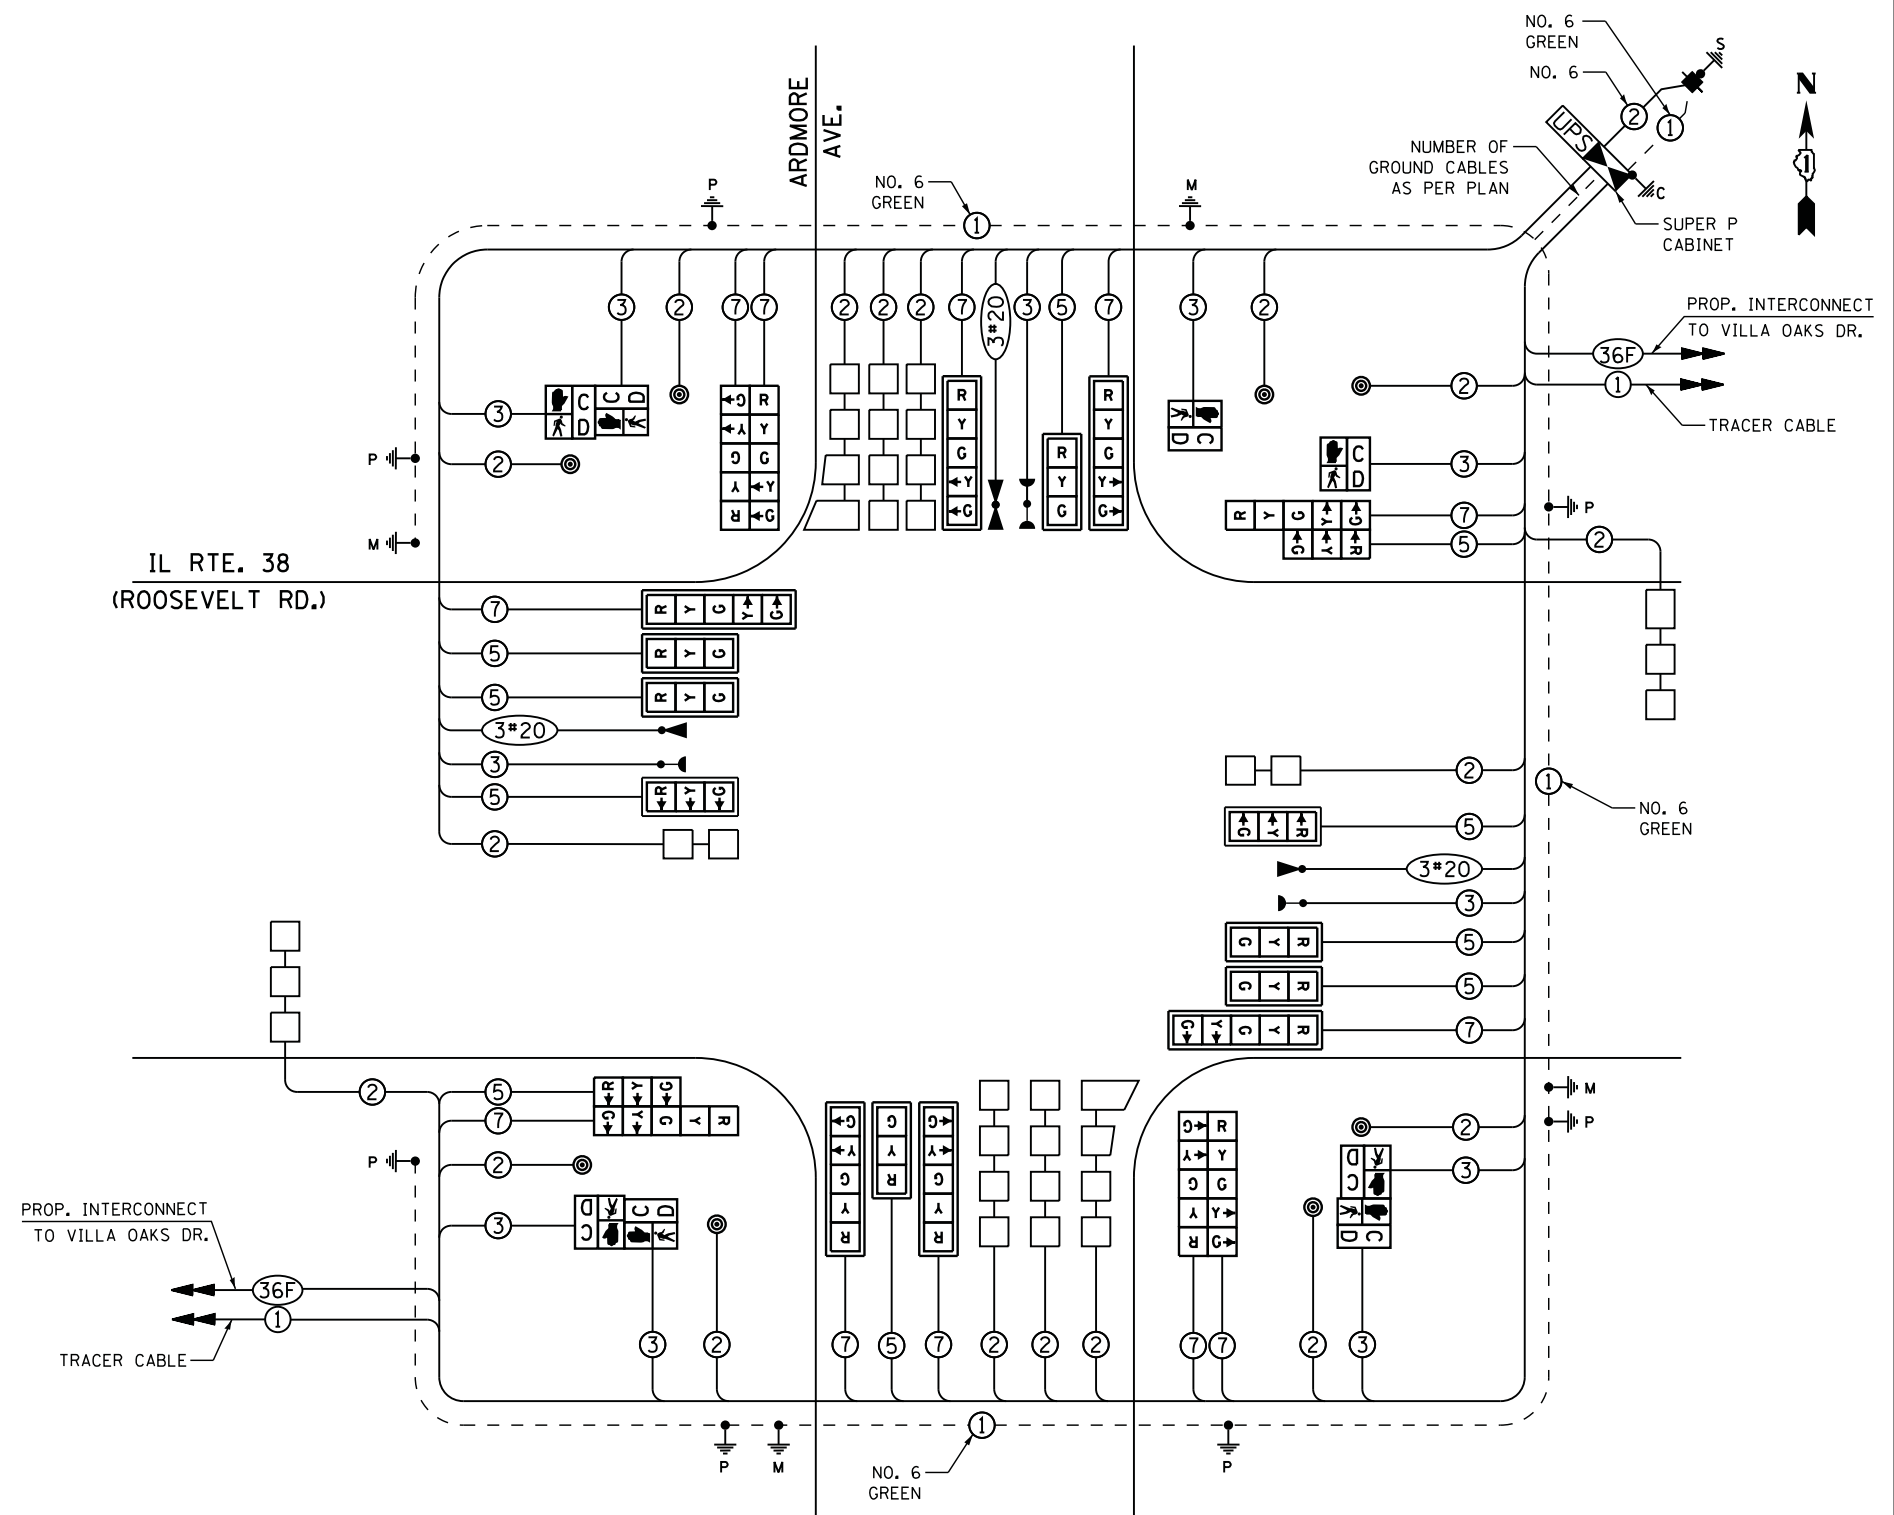 NO. 6
GREEN
NO. 6
S
N
1
2
1
UPS
ARDMORE
AVE.
NUMBER OF
GROUND CABLES
AS PER PLAN
C
SUPER P
CABINET
P
NO. 6
GREEN
1
M
3 2 7 7 2 2 2 7 3#20 3 5 7 3 2
PROP. INTERCONNECT
TO VILLA OAKS DR.
36F
1
TRACER CABLE
2
3 C D C D
G R R R R
Y Y Y Y Y
G G G R G G
Y Y Y Y Y
R G G G G
C D
C D
3
2
P
M
R Y G Y G 7
G Y R 5
P
2
IL RTE. 38
(ROOSEVELT RD.)
7 R Y G Y G
5 R Y G
5 R Y G
3#20
3
5 R Y G
2
2
1
NO. 6
GREEN
G Y R 5
3#20
3
G Y R 5
G Y R 5
G Y G Y R 7
2 5 R Y G
7 G Y G Y R
P
2
3 D C C D
G G G
Y Y Y
G R G
Y Y
R R
G R
Y Y
G G
Y Y
R G
M
P
2
D C 3
D C
PROP. INTERCONNECT
TO VILLA OAKS DR.
36F
1
TRACER CABLE
3 2 7 5 7 2 2 2 7 7 2 3
P
M
1
NO. 6
GREEN
P